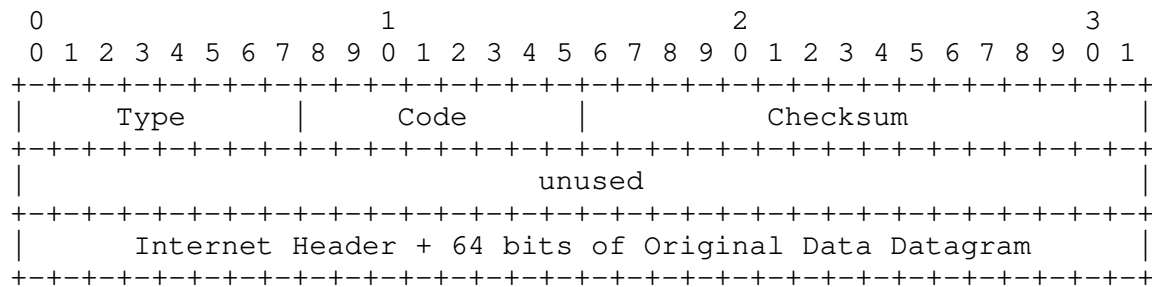 0                   1                   2                   3
0 1 2 3 4 5 6 7 8 9 0 1 2 3 4 5 6 7 8 9 0 1 2 3 4 5 6 7 8 9 0 1
+-+-+-+-+-+-+-+-+-+-+-+-+-+-+-+-+-+-+-+-+-+-+-+-+-+-+-+-+-+-+-+-+
|     Type      |     Code      |          Checksum             |
+-+-+-+-+-+-+-+-+-+-+-+-+-+-+-+-+-+-+-+-+-+-+-+-+-+-+-+-+-+-+-+-+
|                             unused                            |
+-+-+-+-+-+-+-+-+-+-+-+-+-+-+-+-+-+-+-+-+-+-+-+-+-+-+-+-+-+-+-+-+
|      Internet Header + 64 bits of Original Data Datagram      |
+-+-+-+-+-+-+-+-+-+-+-+-+-+-+-+-+-+-+-+-+-+-+-+-+-+-+-+-+-+-+-+-+